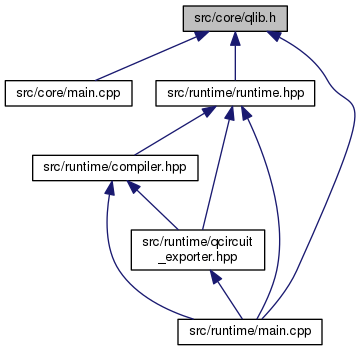 src/core/qlib.h
src/core/main.cpp
src/runtime/runtime.hpp
src/runtime/compiler.hpp
src/runtime/qcircuit
_exporter.hpp
src/runtime/main.cpp